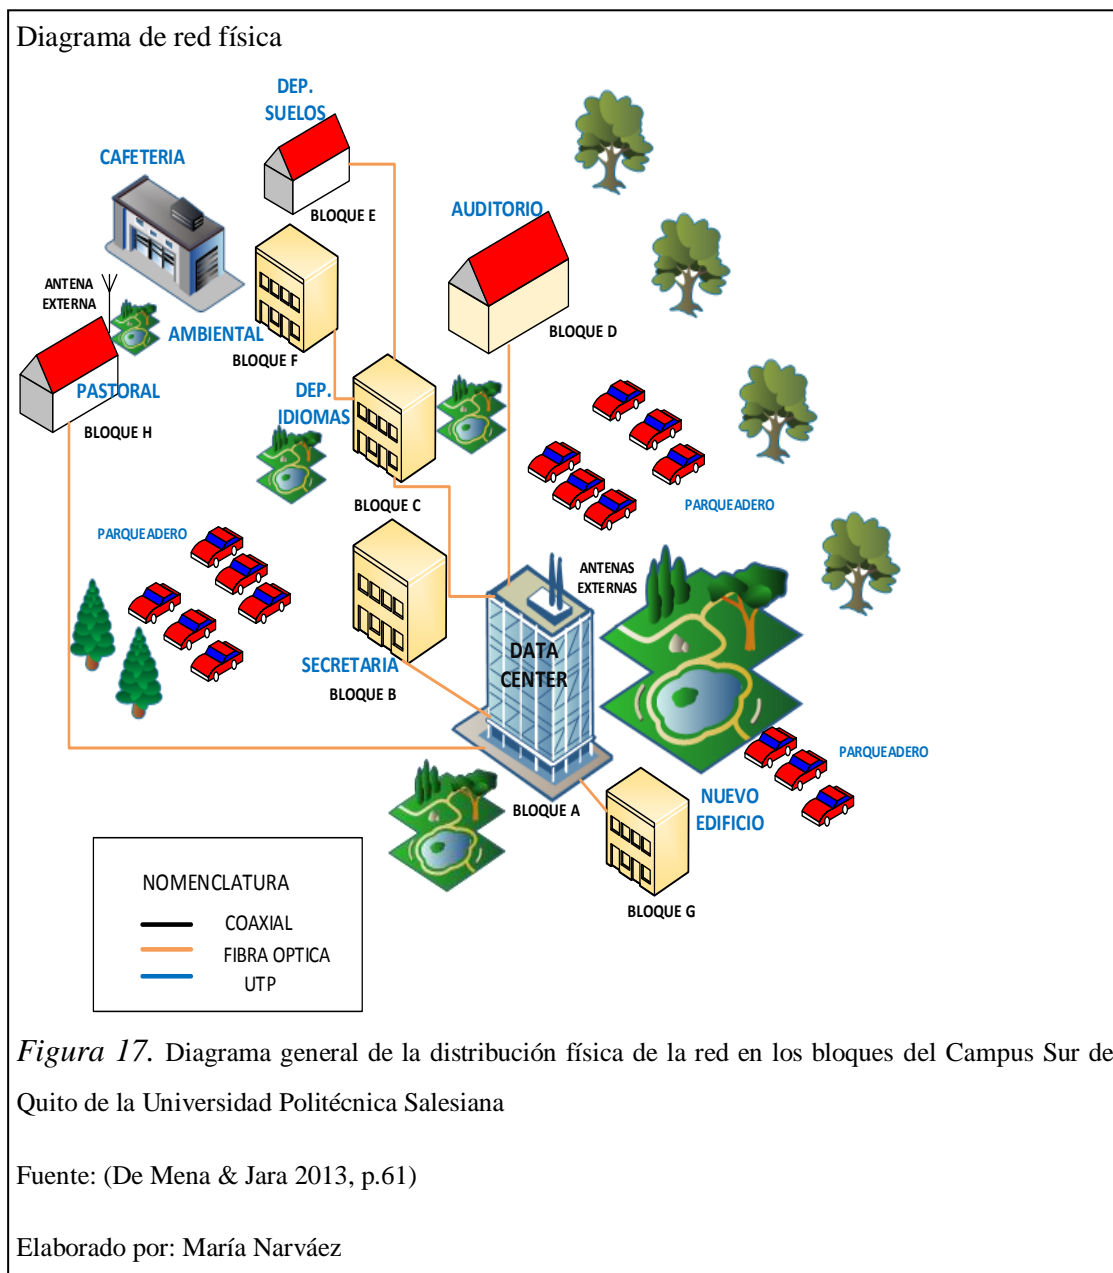 Diagrama de red física
DEP.
SUELOS
CAFETERIA
BLOQUE E
AUDITORIO
ANTENA
EXTERNA
AMBIENTAL
BLOQUE F
BLOQUE D
PASTORAL
BLOQUE H
DEP.
IDIOMAS
BLOQUE C
PARQUEADERO
PARQUEADERO
ANTENAS
EXTERNAS
DATA
CENTER
SECRETARIA
BLOQUE B
PARQUEADERO
BLOQUE A
NUEVO
EDIFICIO
BLOQUE G
NOMENCLATURA
COAXIAL
FIBRA OPTICA
UTP
Figura 17. Diagrama general de la distribución física de la red en los bloques del Campus Sur de
Quito de la Universidad Politécnica Salesiana
Fuente: (De Mena & Jara 2013, p.61)
Elaborado por: María Narváez